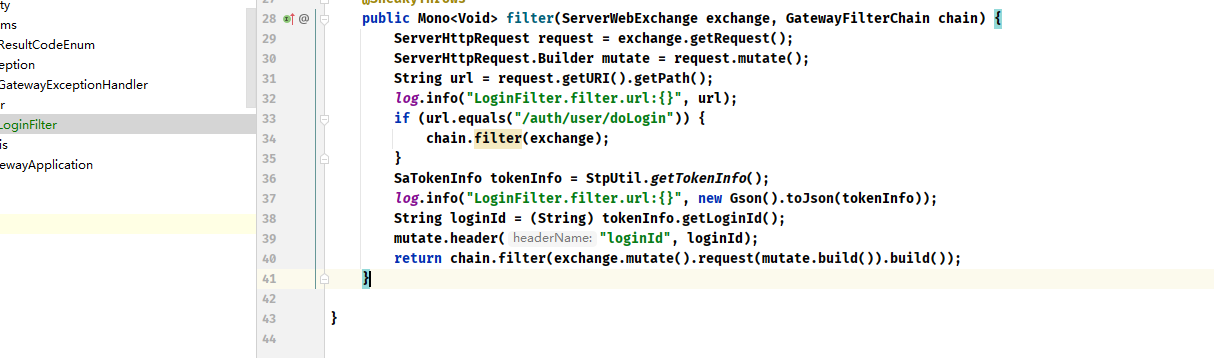 ty
ms
ResultCodeEnum
eption
GatewayExceptionHandler
r
LoginFilter
is
ewayApplication
28 @ public Mono<Void> filter(ServerWebExchange exchange, GatewayFilterChain chain) {
29 ServerHttpRequest request = exchange.getRequest();
30 ServerHttpRequest.Builder mutate = request.mutate();
31 String url = request.getURI().getPath();
32 log.info("LoginFilter.filter.url:{}", url);
33 if (url.equals("/auth/user/doLogin")) {
34 chain.filter(exchange);
35 }
36 SaTokenInfo tokenInfo = StpUtil.getTokenInfo();
37 log.info("LoginFilter.filter.url:{}", new Gson().toJson(tokenInfo));
38 String loginId = (String) tokenInfo.getLoginId();
39 mutate.header( headerName: "loginId", loginId);
40 return chain.filter(exchange.mutate().request(mutate.build()).build());
41 }
42
43 }
44